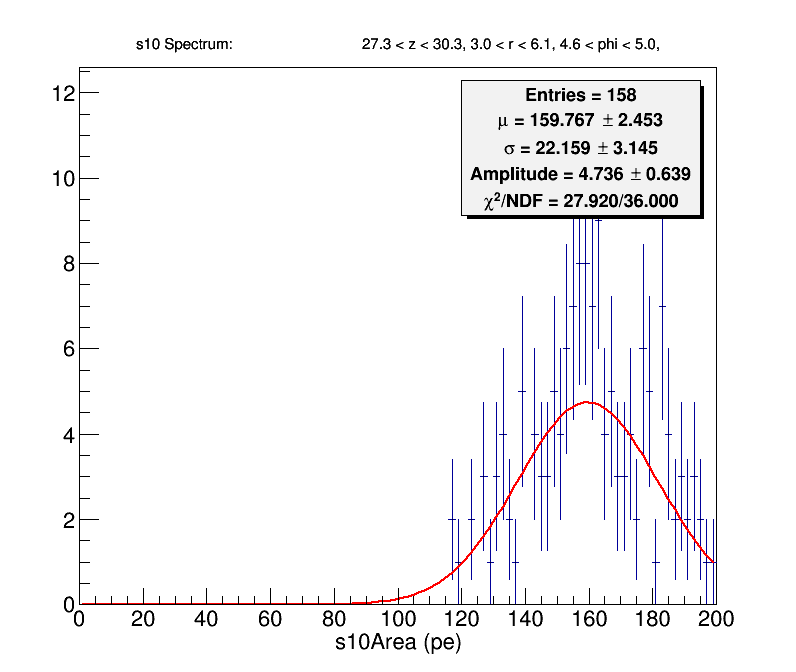 s10 Spectrum: 27.3 < z < 30.3, 3.0 < r < 6.1, 4.6 < phi < 5.0,
Entries = 158
μ = 159.767 ± 2.453
σ = 22.159 ± 3.145
Amplitude = 4.736 ± 0.639
χ²/NDF = 27.920/36.000
12
10
8
6
4
2
0
0 20 40 60 80 100 120 140 160 180 200
s10Area (pe)